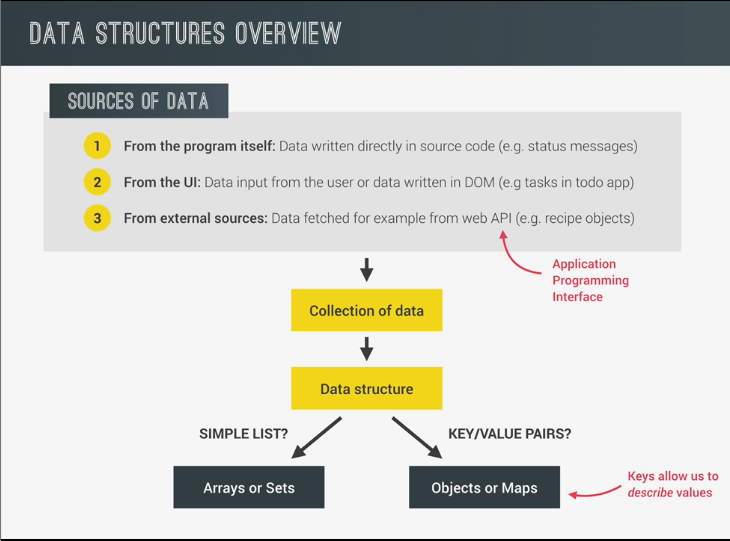 DATA STRUCTURES OVERVIEW
SOURCES OF DATA
1 From the program itself: Data written directly in source code (e.g. status messages)
2 From the UI: Data input from the user or data written in DOM (e.g tasks in todo app)
3 From external sources: Data fetched for example from web API (e.g. recipe objects)
Application
Programming
Interface
Collection of data
Data structure
SIMPLE LIST?
KEY/VALUE PAIRS?
Arrays or Sets
Objects or Maps
Keys allow us to
describe values